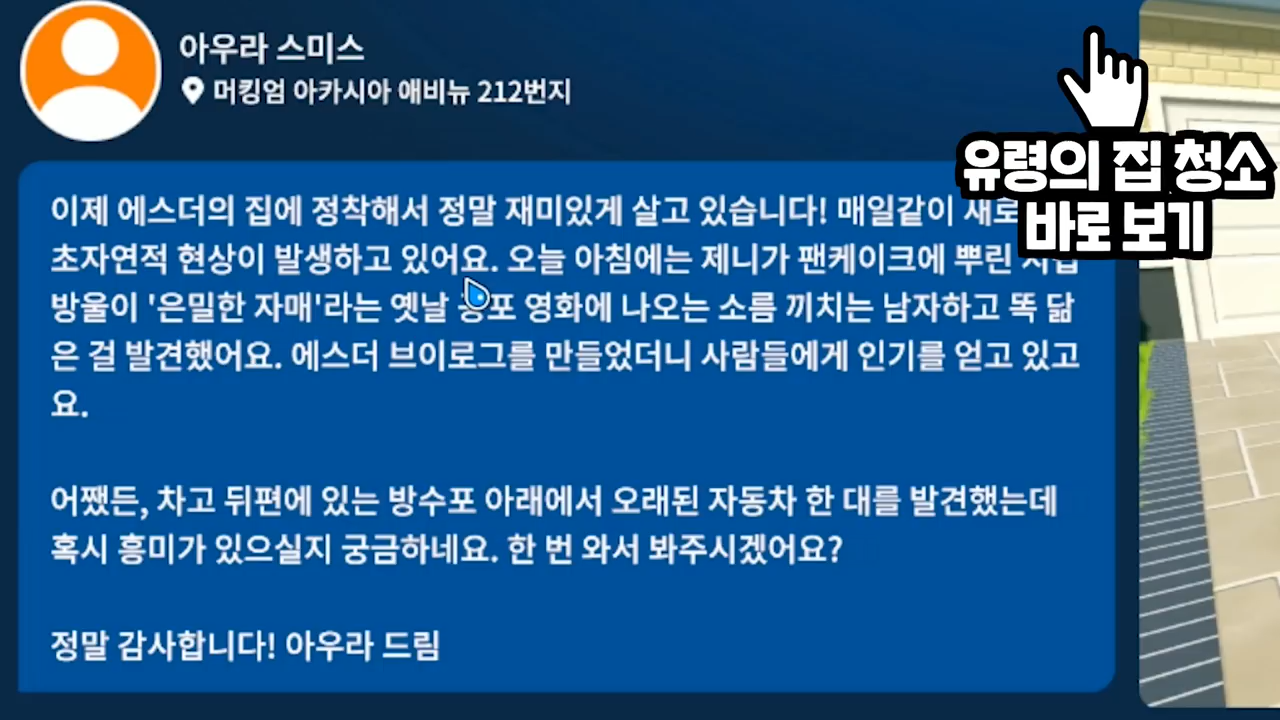 아우라 스미스
머킹엄 아카시아 애비뉴 212번지
유령의 집 청소
바로 보기
이제 에스더의 집에 정착해서 정말 재미있게 살고 있습니다! 매일같이
초자연적 현상이 발생하고 있어요. 오늘 아침에는 제니가 팬케이크에 뿌린
방울이 '은밀한 자매'라는 옛날 영화에 나오는 소름 끼치는 남자하고 똑 닮
은 걸 발견했어요. 에스더 브이로그를 만들었더니 사람들에게 인기를 얻고 있고
요.
어쨌든, 차고 뒤편에 있는 방수포 아래에서 오래된 자동차 한 대를 발견했는데
혹시 흥미가 있으실지 궁금하네요. 한 번 와서 봐주시겠어요?
정말 감사합니다! 아우라 드림